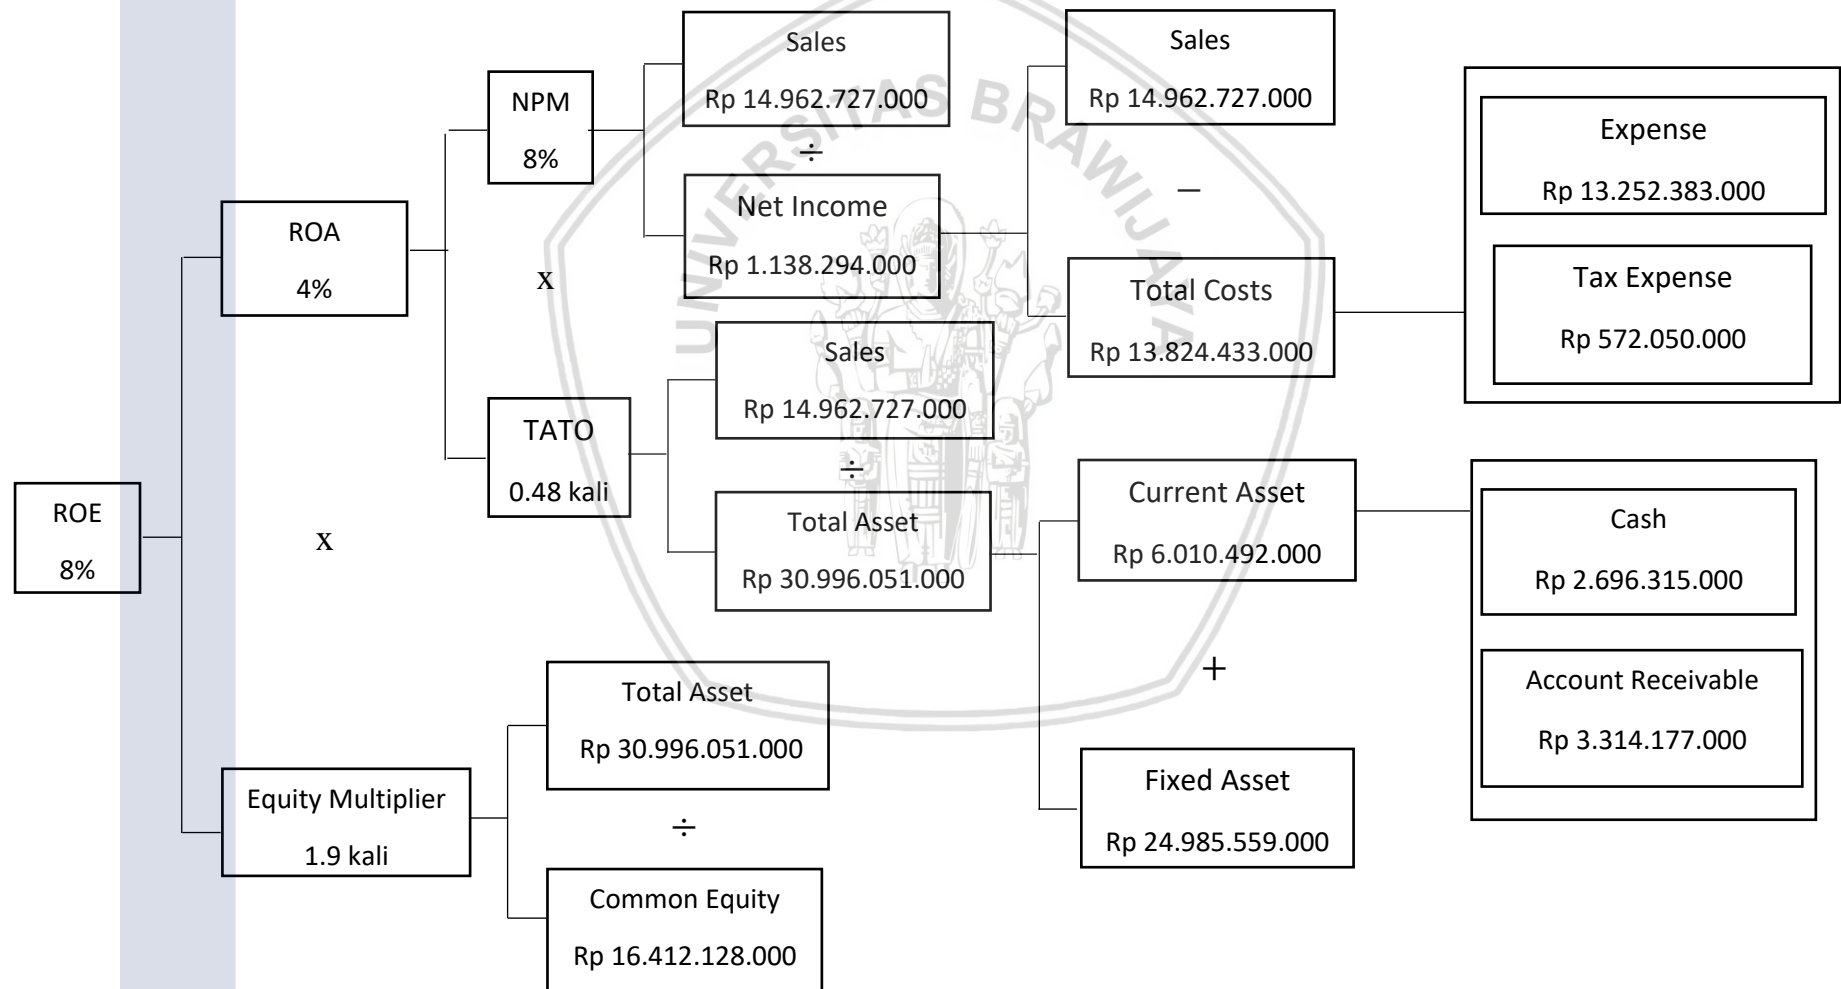 Sales
Rp 14.962.727.000
÷
Net Income
Rp 1.138.294.000
Sales
Rp 14.962.727.000
–
Total Costs
Rp 13.824.433.000
Expense
Rp 13.252.383.000
Tax Expense
Rp 572.050.000
NPM
8%
ROA
4%
x
TATO
0.48 kali
Sales
Rp 14.962.727.000
÷
Total Asset
Rp 30.996.051.000
Current Asset
Rp 6.010.492.000
+
Fixed Asset
Rp 24.985.559.000
Cash
Rp 2.696.315.000
Account Receivable
Rp 3.314.177.000
ROE
8%
x
Equity Multiplier
1.9 kali
Total Asset
Rp 30.996.051.000
÷
Common Equity
Rp 16.412.128.000
UNIVERSITAS BRAWIJAYA